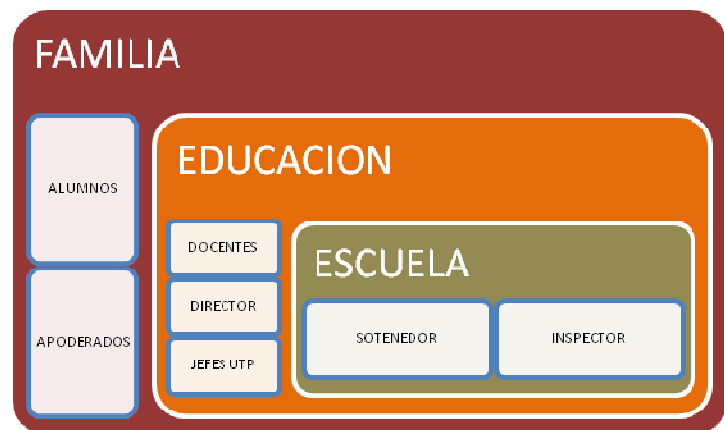 FAMILIA
ALUMNOS
APODERADOS
EDUCACION
DOCENTES
DIRECTOR
JEFES UTP
ESCUELA
SOTENEDOR
INSPECTOR